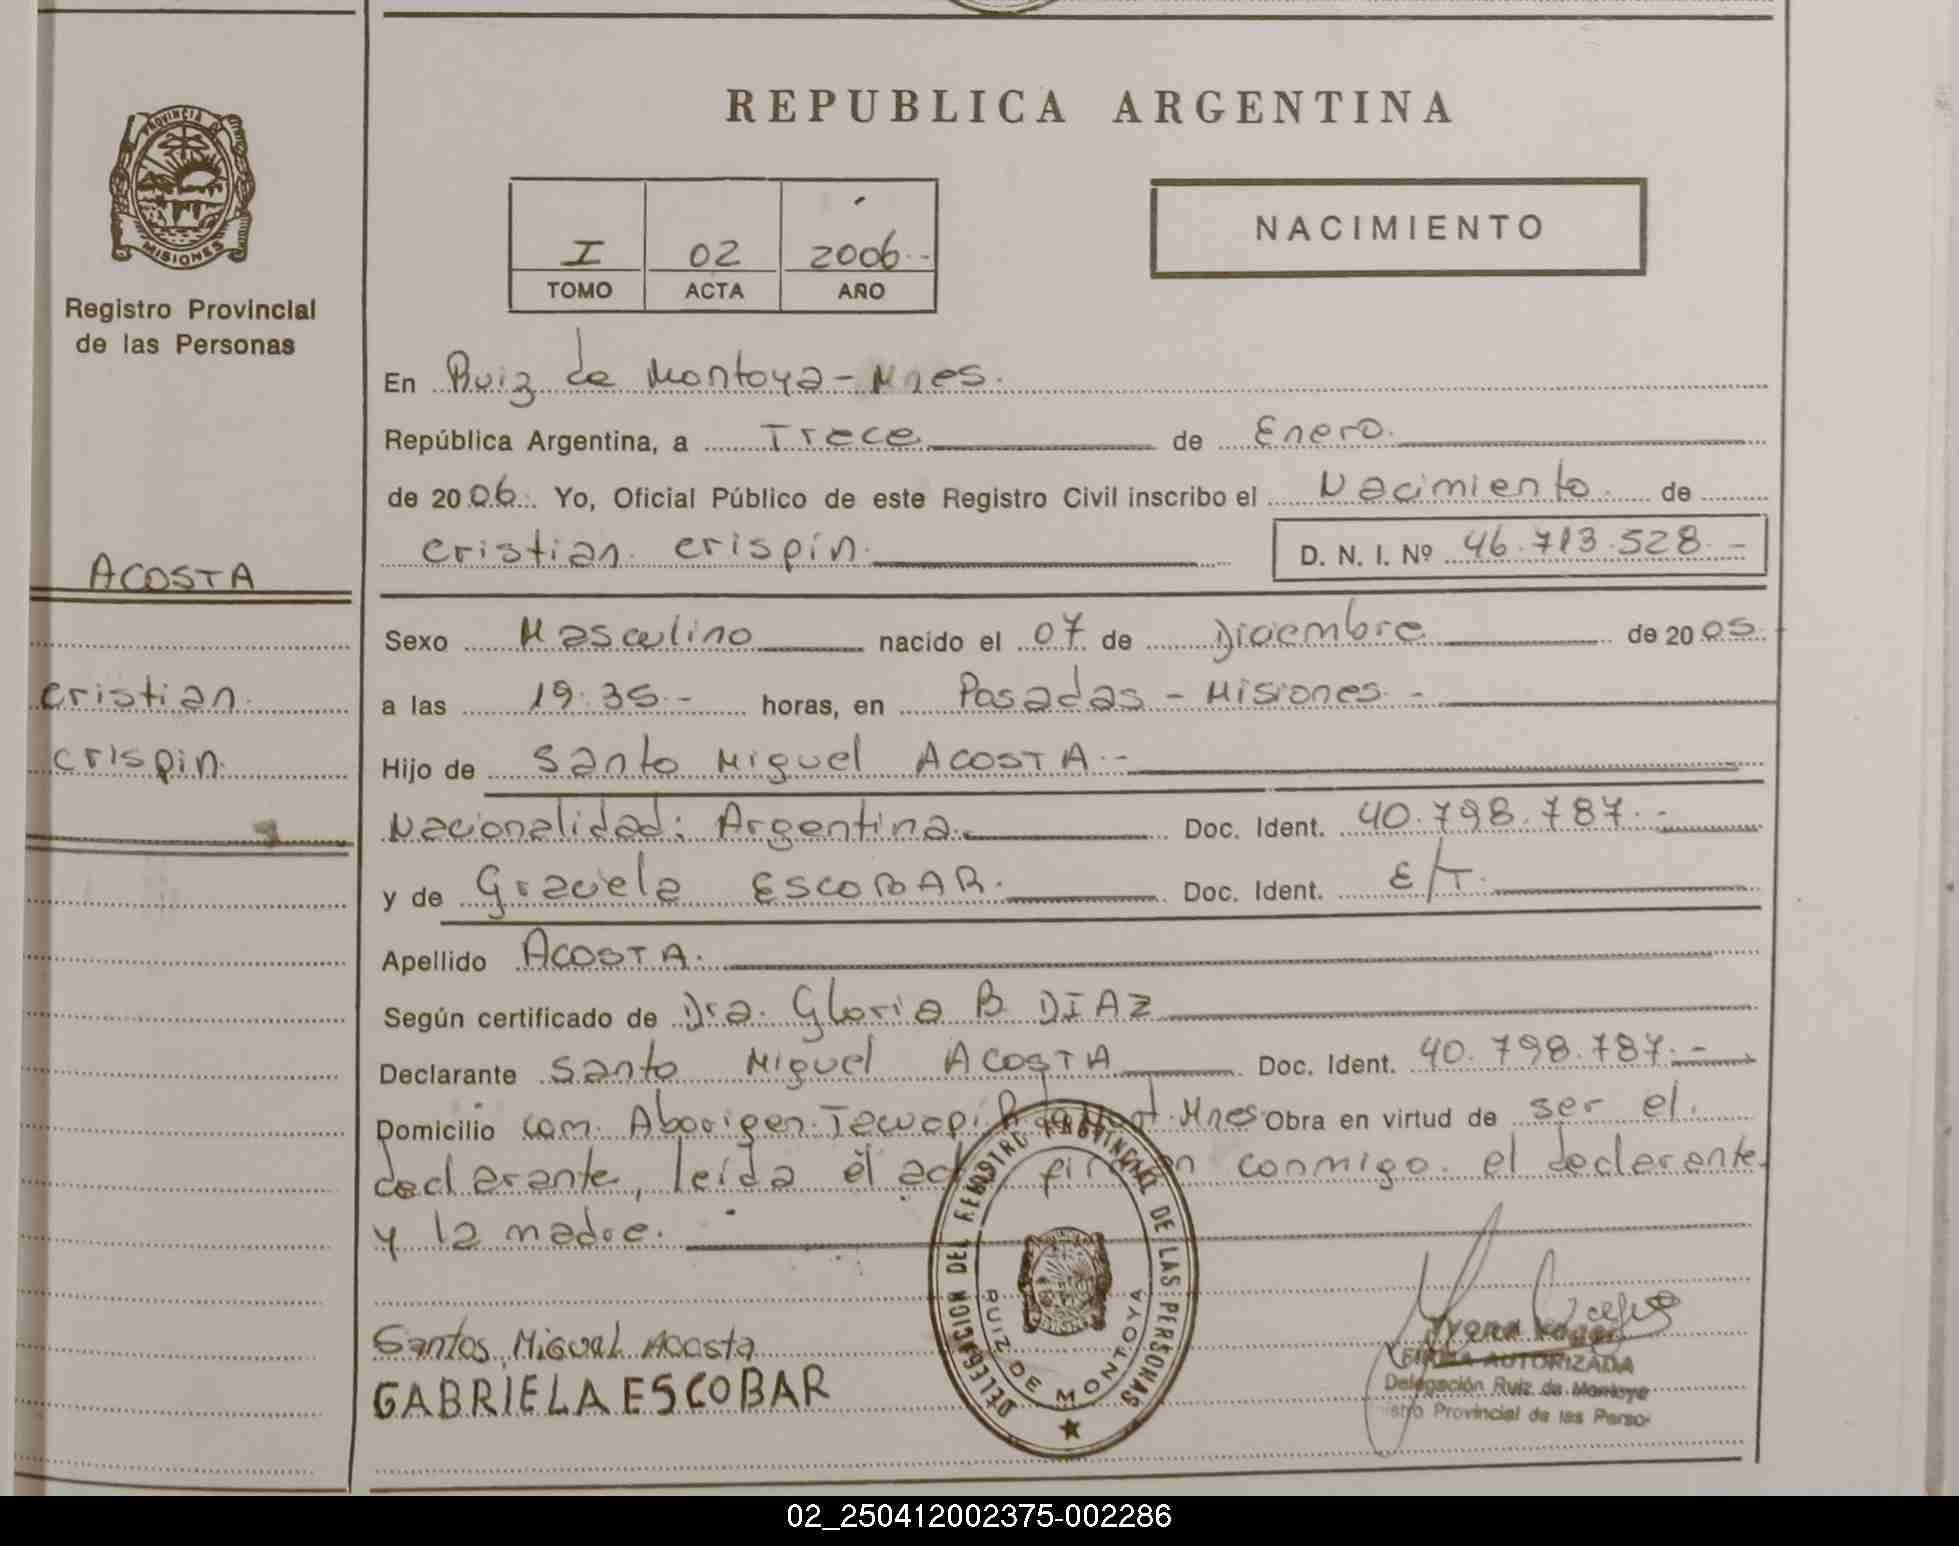 REPUBLICA ARGENTINA
PROVINCIA DE
MISIONES
Registro Provincial
de las Personas
I 02 2006
TOMO ACTA AÑO
NACIMIENTO
En Ruiz de Montoya - Mnes.
República Argentina, a Trece de Enero.
de 2006. Yo, Oficial Público de este Registro Civil inscribo el Nacimiento de
cristian crispín. D. N. I. Nº 46.713.528.-
ACOSTA
cristian
crispin.
Sexo Masculino nacido el 07 de Diciembre de 2005.
a las 19:35.- horas, en Posadas - Misiones.-
Hijo de Santo Miguel ACOSTA.-
Nacionalidad: Argentina. Doc. Ident. 40.798.787.-
y de Graciela ESCOBAR. Doc. Ident. E/T.
Apellido ACOSTA.
Según certificado de Dra. Gloria B DIAZ
Declarante Santo Miguel ACOSTA Doc. Ident. 40.798.787.-
Domicilio com. Aborigen Mnes Obra en virtud de ser el
declarante, leída el acta firman conmigo. el declarante
y la madre.
Santos Miguel Acosta
GABRIELA ESCOBAR
DELEGACION DEL REGISTRO PROVINCIAL DE LAS PERSONAS
RUIZ DE MONTOYA
FIRMA AUTORIZADA
Delegación Ruiz de Montoya
Provincial de las Perso
02_250412002375-002286